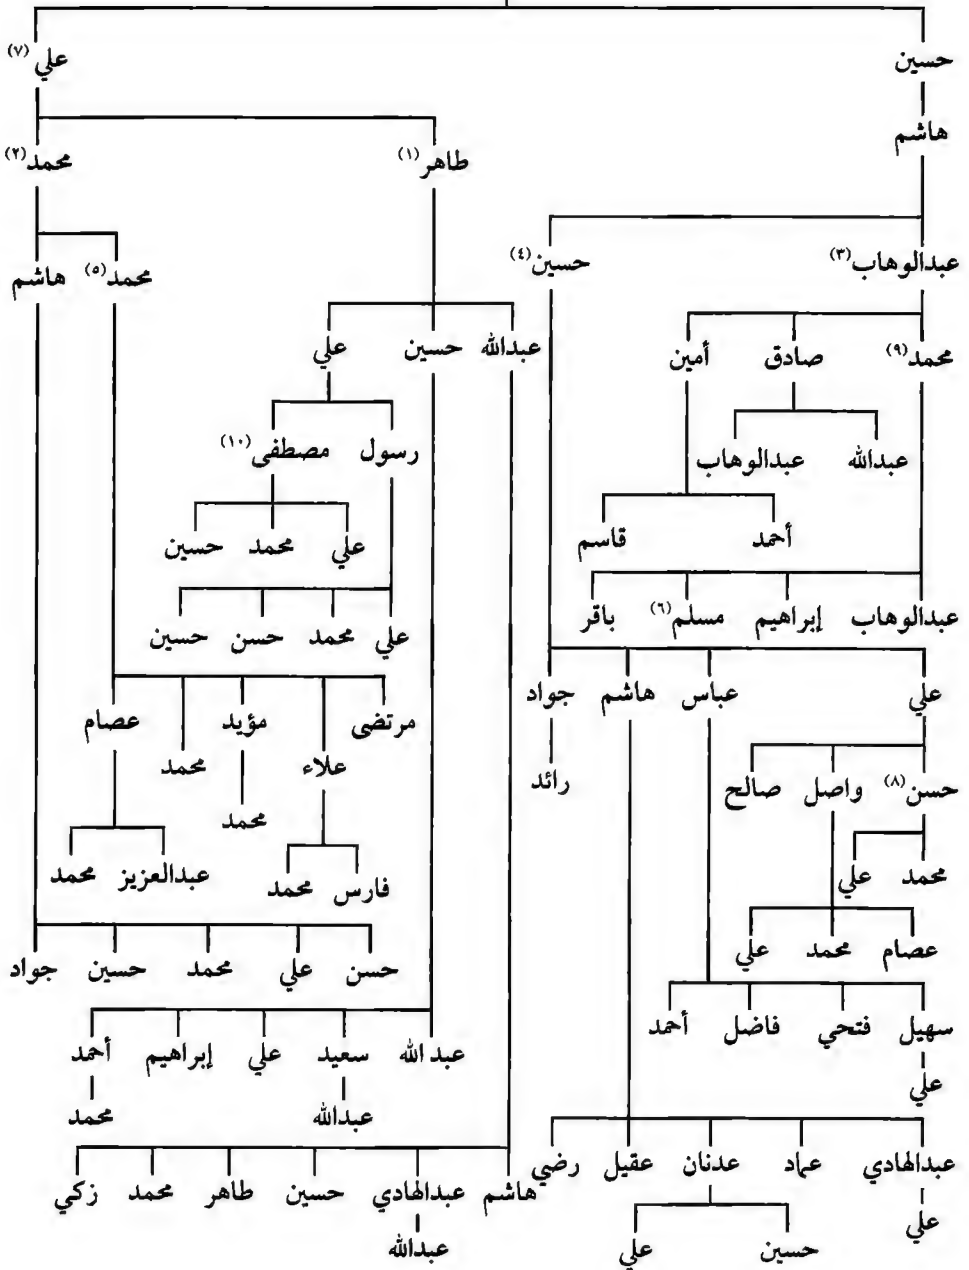 حسين علي (٧)
هاشم
طاهر (١) محمد (٢)
عبدالوهاب (٣) حسين (٤) محمد (٥) هاشم
محمد (٩) صادق أمين عبدالله حسين علي
عبدالله عبدالوهاب رسول مصطفى (١٠)
أحمد قاسم علي محمد حسين
عبدالوهاب إبراهيم مسلم (٦) باقر علي محمد حسن حسين
علي عباس هاشم جواد مرتضى مؤيد عصام
حسن (٨) واصل صالح رائد علاء محمد
محمد
محمد علي فارس محمد عبدالعزيز محمد
عصام محمد علي حسن علي محمد حسين جواد
سهيل فتحي فاضل أحمد عبد الله سعيد علي إبراهيم أحمد
علي عبدالله محمد
عبدالهادي عماد عدنان عقيل رضي هاشم عبدالهادي حسين طاهر محمد زكي
علي حسين علي عبدالله